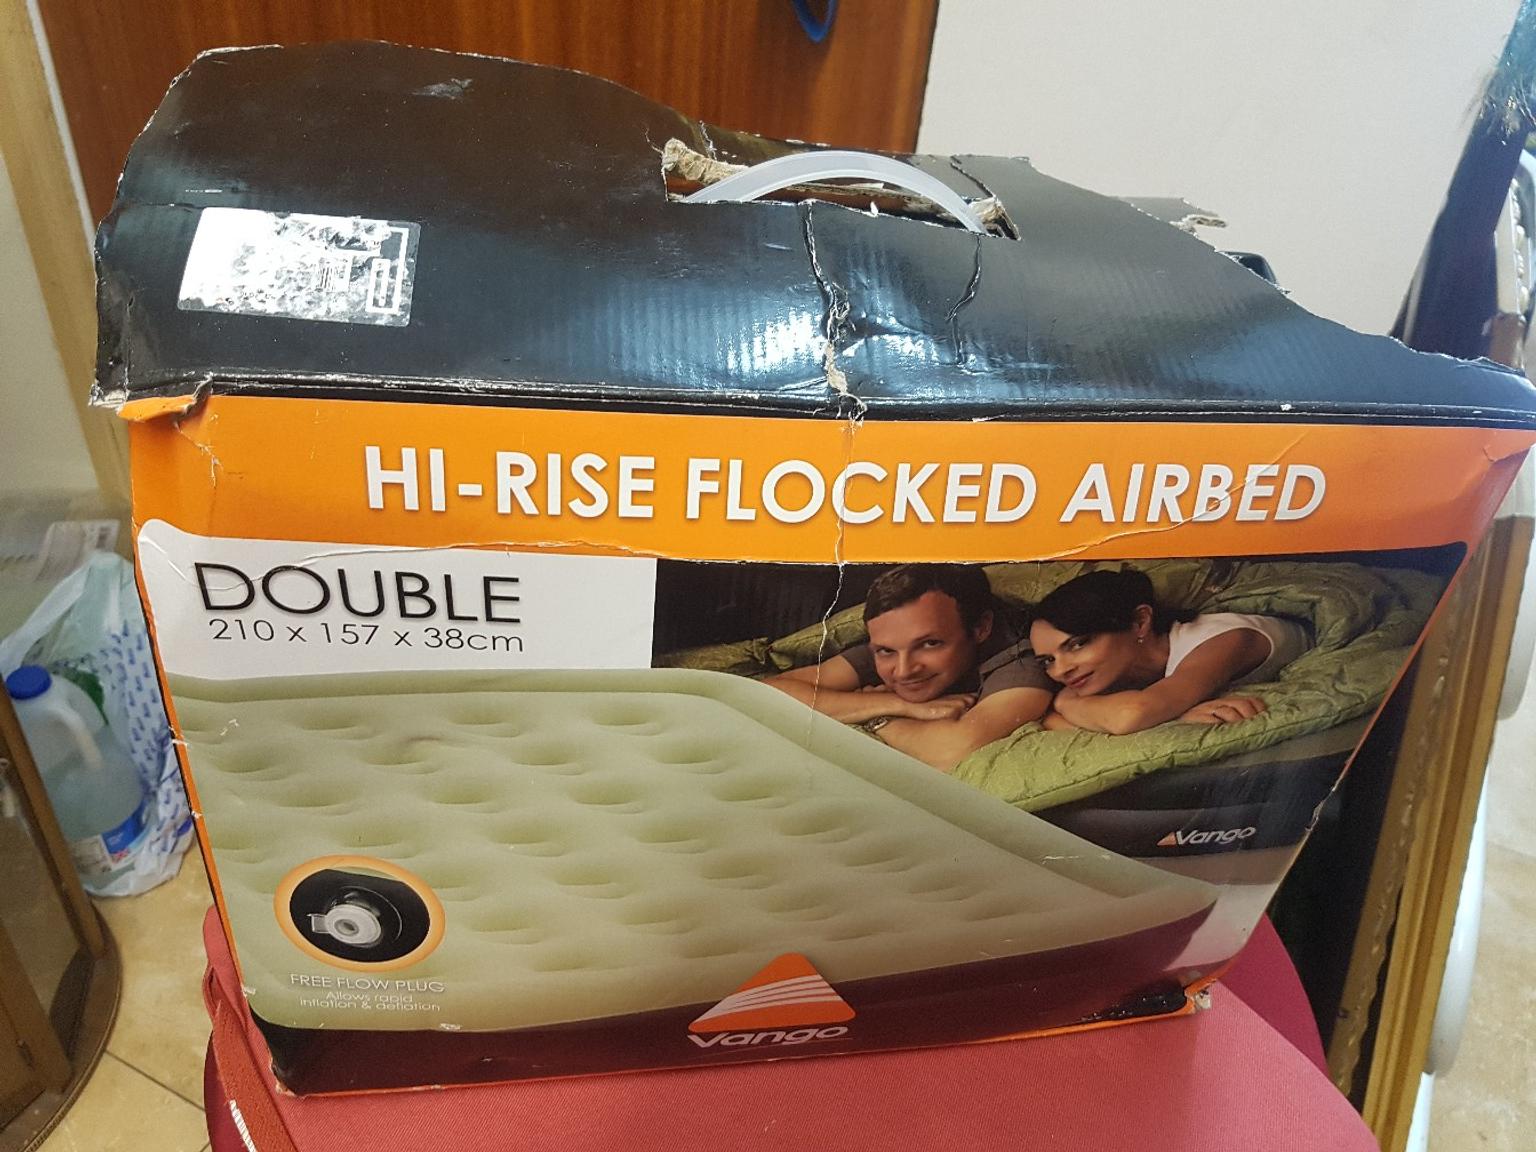 HI-RISE FLOCKED AIRBED
DOUBLE
210 x 157 x 38cm
Vango
FREE FLOW PLUG
Allows rapid
inflation & deflation
Vango